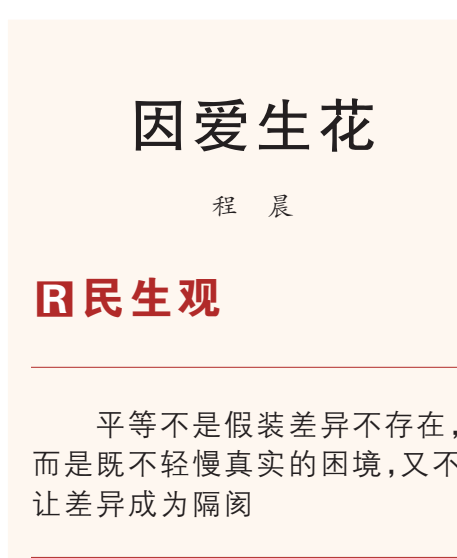 因爱生花
程 晨
R民生观
平等不是假装差异不存在，
而是既不轻慢真实的困境，又不
让差异成为隔阂